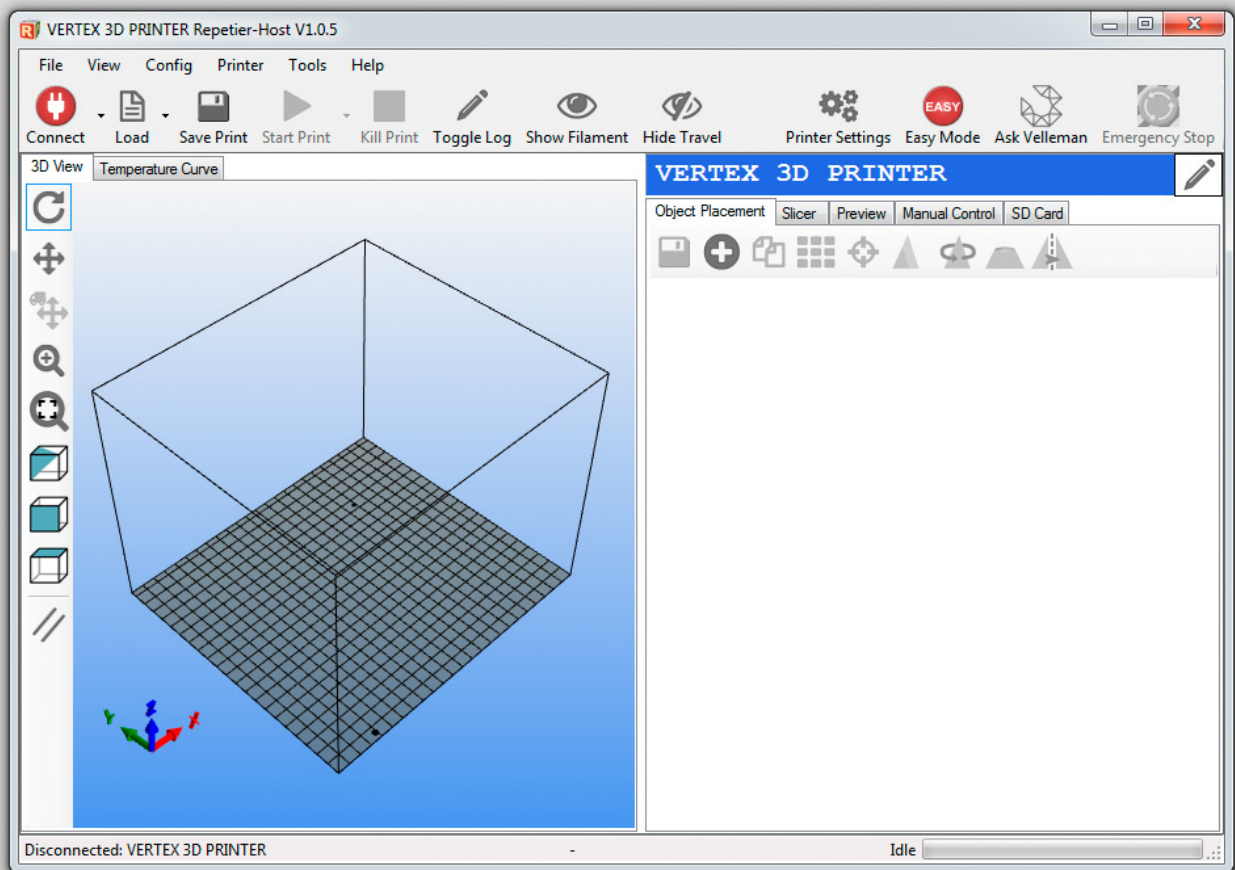 VERTEX 3D PRINTER Repetier-Host V1.0.5
File View Config Printer Tools Help
EASY
Connect Load Save Print Start Print Kill Print Toggle Log Show Filament Hide Travel Printer Settings Easy Mode Ask Velleman Emergency Stop
3D View Temperature Curve
VERTEX 3D PRINTER
Object Placement Slicer Preview Manual Control SD Card
Y Z X
Disconnected: VERTEX 3D PRINTER - Idle